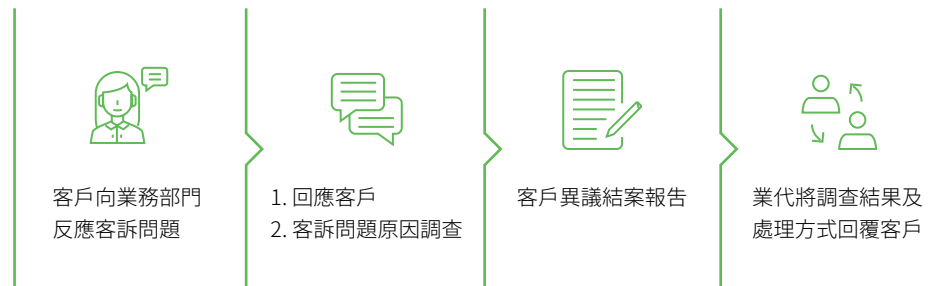 客戶向業務部門
反應客訴問題
1. 回應客戶
2. 客訴問題原因調查
客戶異議結案報告
業代將調查結果及
處理方式回覆客戶